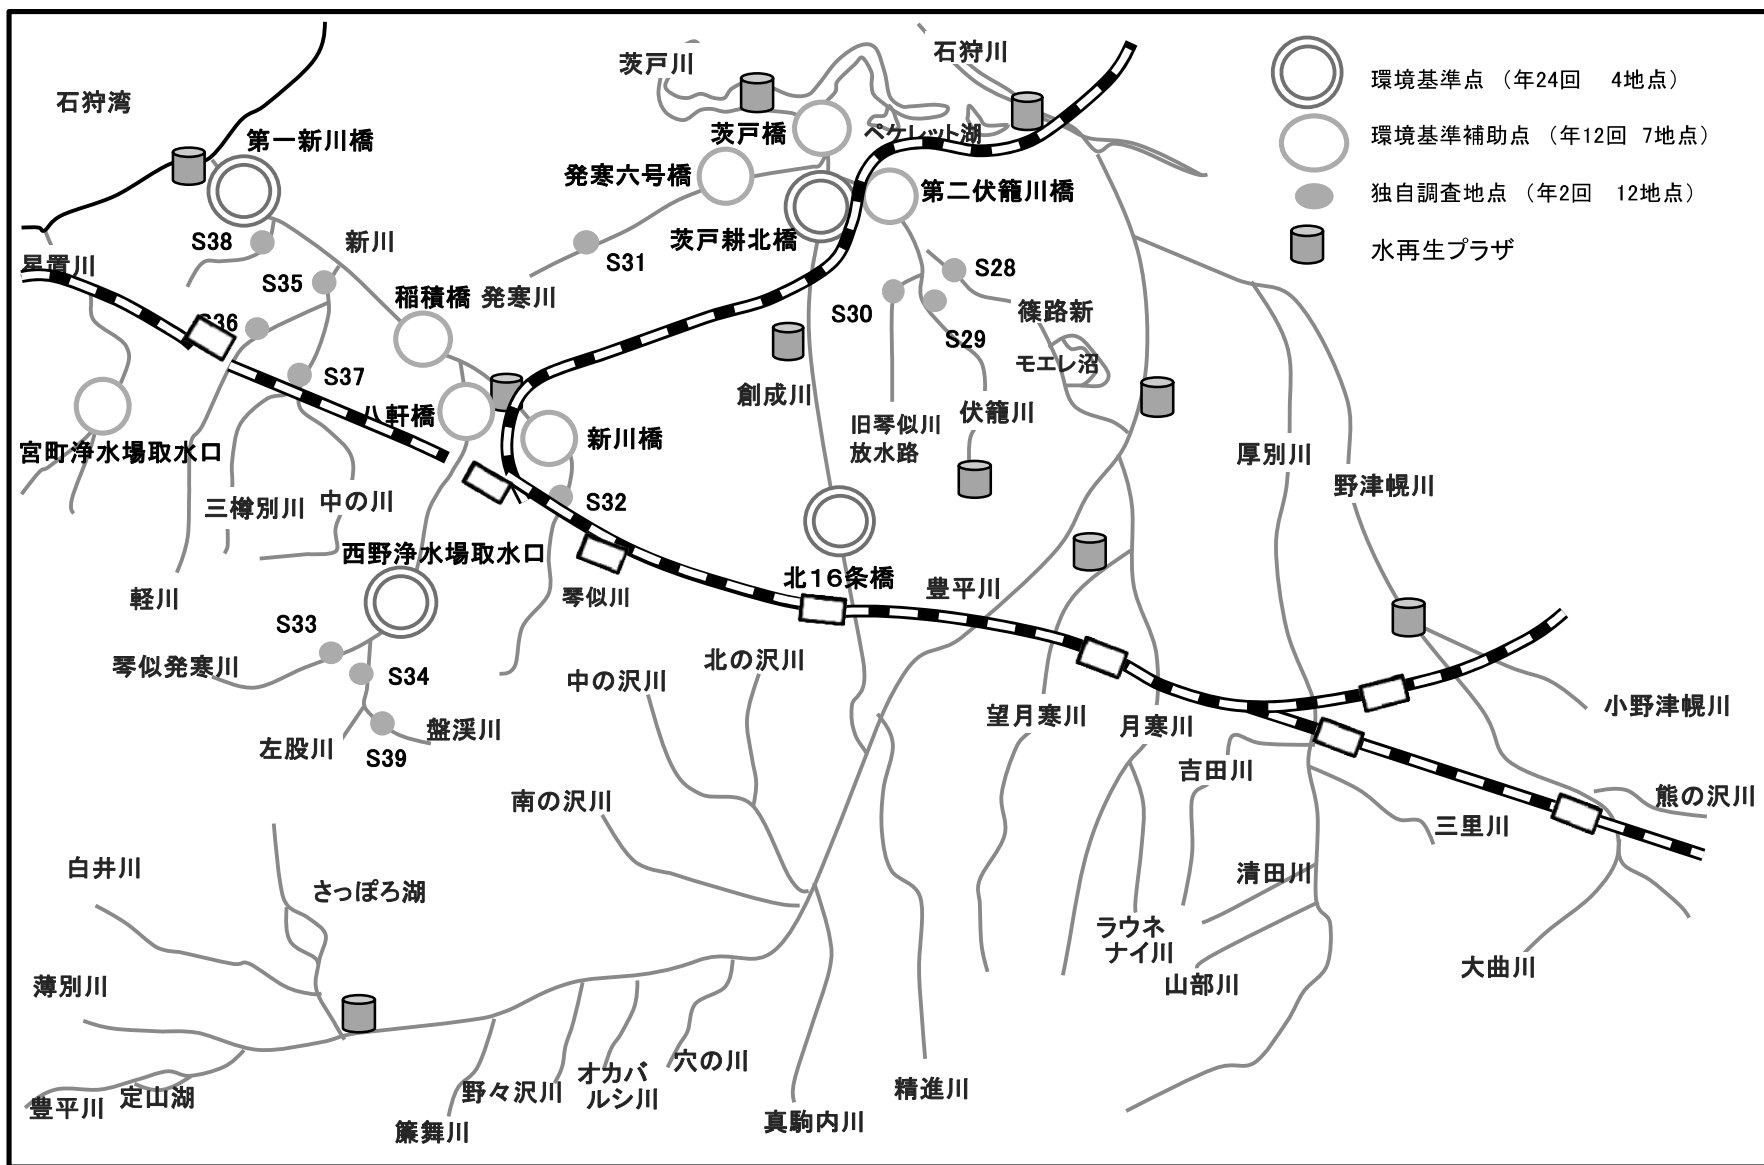 石狩湾
茨戸川
石狩川
環境基準点 （年24回　4地点）
環境基準補助点 （年12回 7地点）
独自調査地点 （年2回　12地点）
水再生プラザ
第一新川橋
茨戸橋
ペケレット湖
発寒六号橋
第二伏籠川橋
茨戸耕北橋
S38
新川
S31
星置川
S35
稲積橋
発寒川
S28
S36
S30
篠路新
S29
S37
モエレ沼
創成川
八軒橋
新川橋
旧琴似川
放水路
伏籠川
宮町浄水場取水口
厚別川
野津幌川
三樽別川
中の川
S32
西野浄水場取水口
北16条橋
軽川
琴似川
豊平川
S33
琴似発寒川
S34
中の沢川
北の沢川
望月寒川
月寒川
小野津幌川
左股川
盤渓川
S39
吉田川
南の沢川
熊の沢川
三里川
白井川
さっぽろ湖
清田川
ラウネ
ナイ川
大曲川
薄別川
山部川
豊平川
定山湖
簾舞川
野々沢川
オカバ
ルシ川
穴の川
真駒内川
精進川